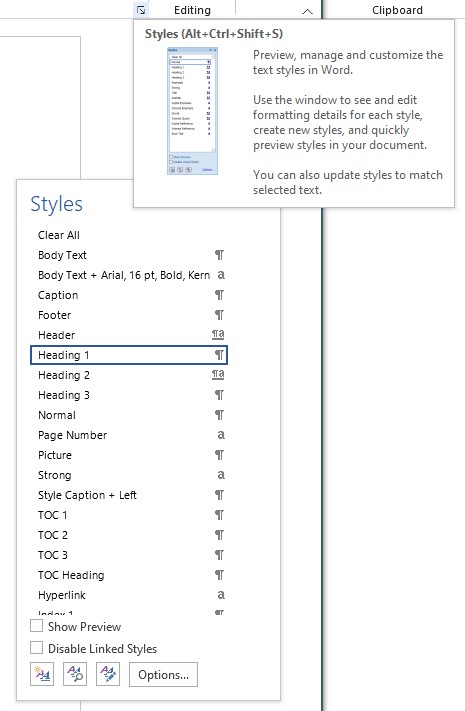 Editing
Clipboard
Styles (Alt+Ctrl+Shift+S)
Preview, manage and customize the
text styles in Word.
Use the window to see and edit
formatting details for each style,
create new styles, and quickly
preview styles in your document.
You can also update styles to match
selected text.
Styles
Clear All
Body Text ¶
Body Text + Arial, 16 pt, Bold, Kern a
Caption ¶
Footer ¶
Header ¶a
Heading 1 ¶
Heading 2 ¶a
Heading 3 ¶
Normal ¶
Page Number a
Picture ¶
Strong a
Style Caption + Left ¶
TOC 1 ¶
TOC 2 ¶
TOC 3 ¶
TOC Heading ¶
Hyperlink a
Index 1 ¶
Show Preview
Disable Linked Styles
Options...